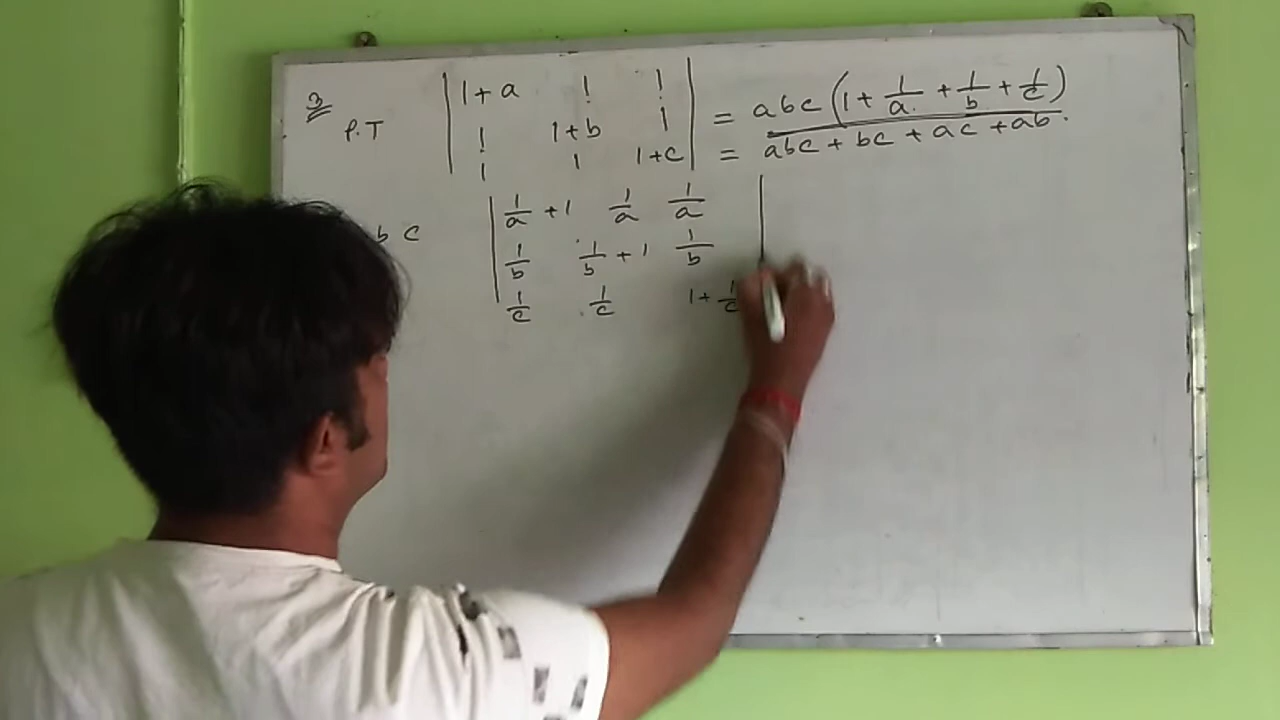 3
P.T | 1+a 1 1 | = abc (1 + 1/a + 1/b + 1/c)
| 1 1+b 1 |
| 1 1 1+c | = abc + bc + ac + ab.
| 1/a + 1 1/a 1/a |
b c | 1/b 1/b + 1 1/b |
| 1/c 1/c 1 + 1/c